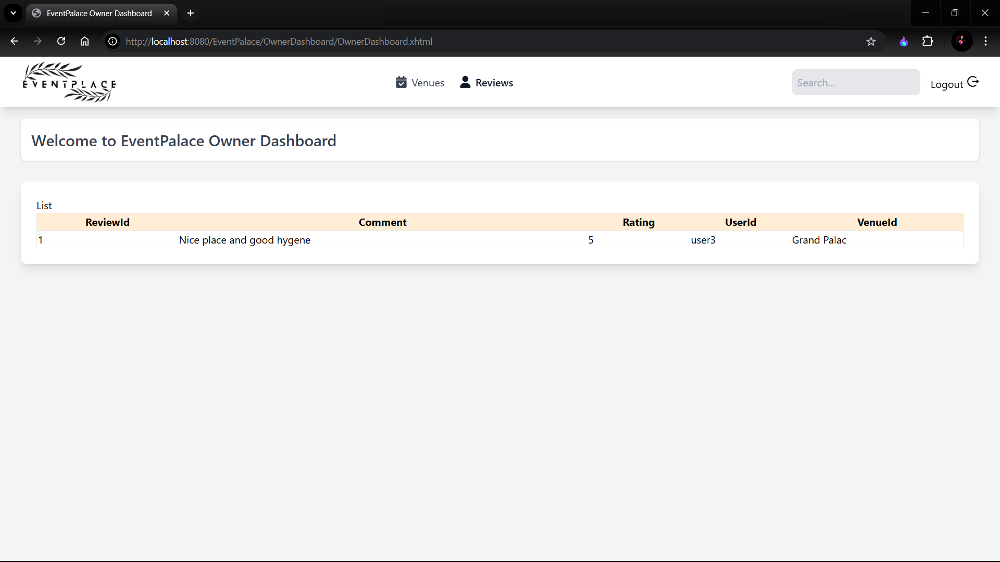 EventPalace Owner Dashboard
http://localhost:8080/EventPalace/OwnerDashboard/OwnerDashboard.xhtml
EVENTPLACE
Venues
Reviews
Search...
Logout
Welcome to EventPalace Owner Dashboard
List
ReviewId Comment Rating UserId VenueId
1 Nice place and good hygene 5 user3 Grand Palac